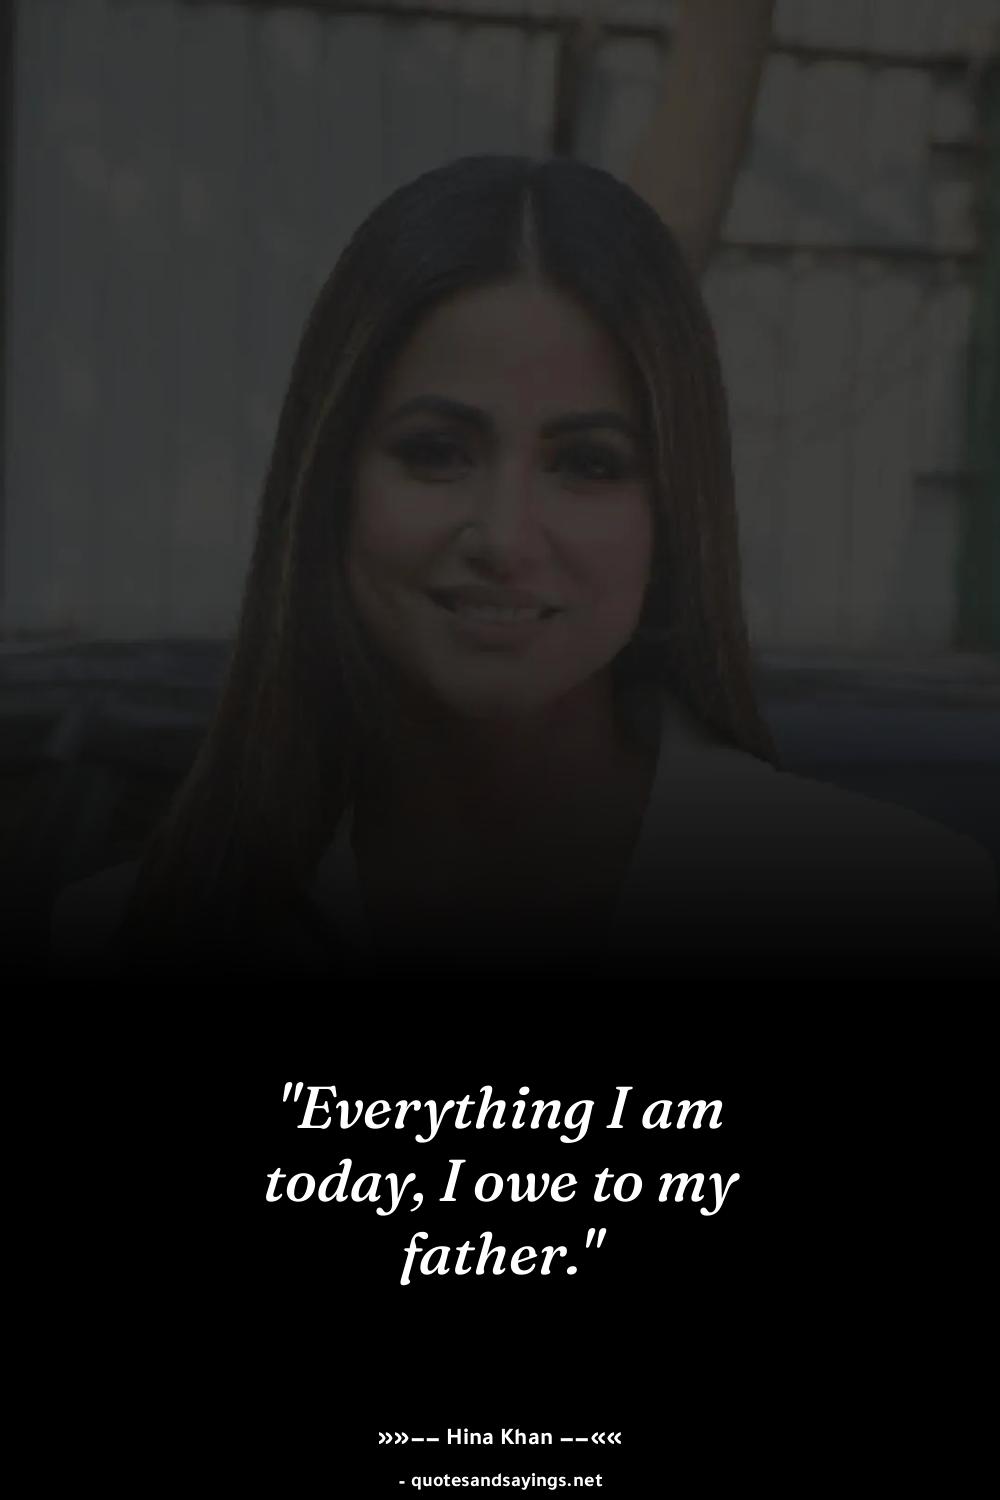 "Everything I am
today, I owe to my
father."
»»–– Hina Khan ––««
- quotesandsayings.net